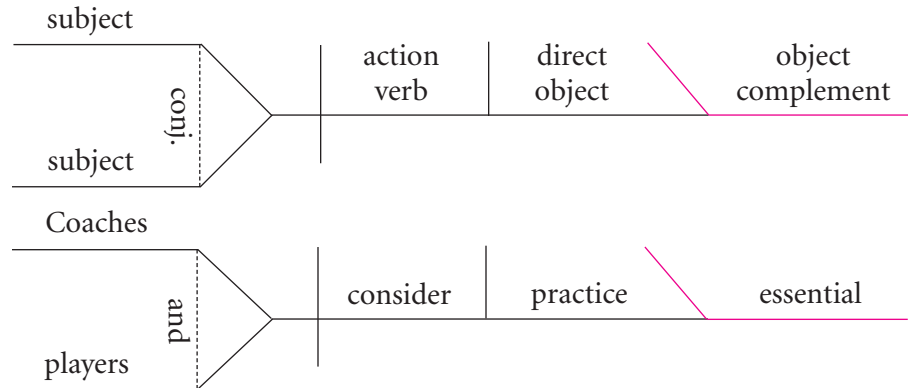 subject
action verb
direct object
object complement
conj.
subject
Coaches
consider
practice
essential
and
players